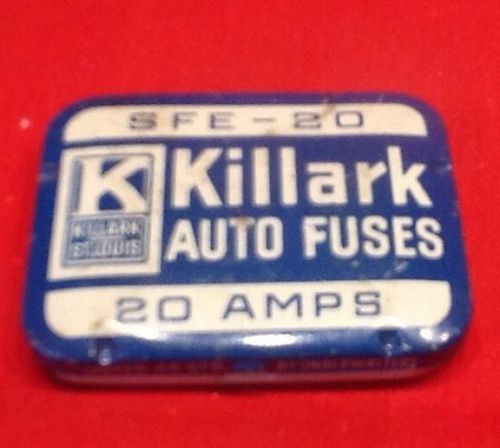 SFE-20
K
KILLARK
ST. LOUIS
Killark
AUTO FUSES
20 AMPS